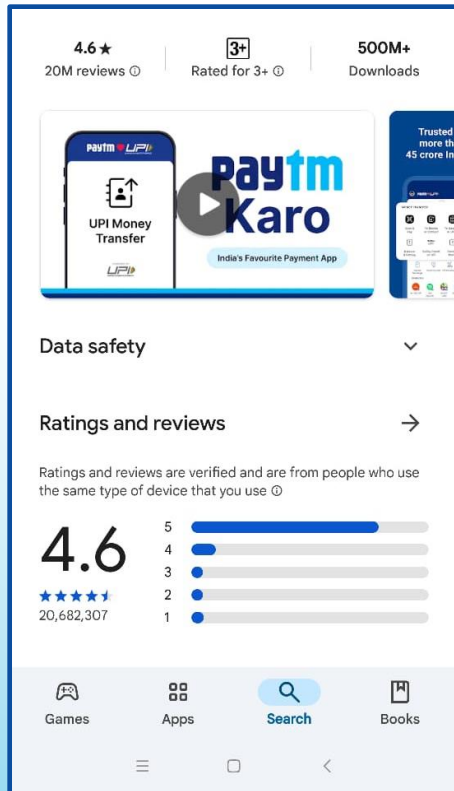 4.6★
20M reviews
3+
Rated for 3+
500M+
Downloads
paytm UPI
UPI Money
Transfer
UPI
paytm
Karo
India's Favourite Payment App
Trusted
more th
45 crore In
Data safety
Ratings and reviews
Ratings and reviews are verified and are from people who use
the same type of device that you use
4.6
20,682,307
5
4
3
2
1
Games
Apps
Search
Books